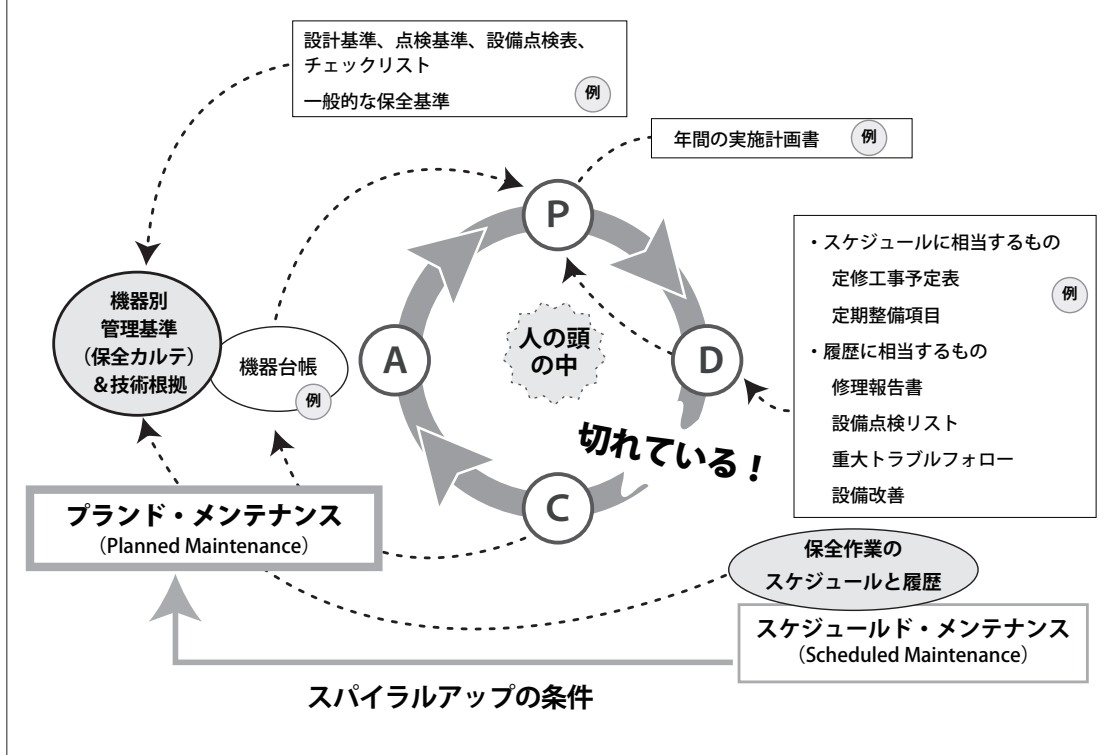 設計基準、点検基準、設備点検表、
チェックリスト
一般的な保全基準
例
年間の実施計画書
例
P
・スケジュールに相当するもの
定修工事予定表
定期整備項目
例
・履歴に相当するもの
修理報告書
設備点検リスト
重大トラブルフォロー
設備改善
機器別
管理基準
（保全カルテ）
＆技術根拠
機器台帳
例
A
人の頭
の中
D
切れている！
C
プランド・メンテナンス
（Planned Maintenance）
保全作業の
スケジュールと履歴
スケジュールド・メンテナンス
（Scheduled Maintenance）
スパイラルアップの条件